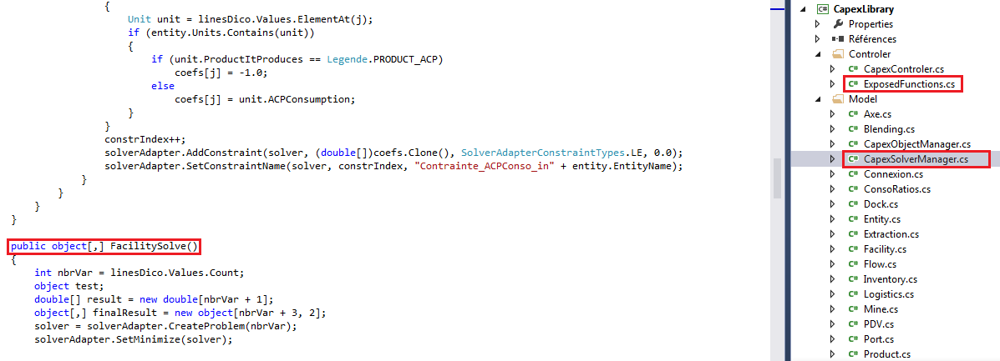 {
Unit unit = linesDico.Values.ElementAt(j);
if (entity.Units.Contains(unit))
{
if (unit.ProductItProduces == Legende.PRODUCT_ACP)
coefs[j] = -1.0;
else
coefs[j] = unit.ACPConsumption;
}
}
constrIndex++;
solverAdapter.AddConstraint(solver, (double[])coefs.Clone(), SolverAdapterConstraintTypes.LE, 0.0);
solverAdapter.SetConstraintName(solver, constrIndex, "Contrainte_ACPConso_in" + entity.EntityName);
}
}
}
}
public object[,] FacilitySolve()
{
int nbrVar = linesDico.Values.Count;
object test;
double[] result = new double[nbrVar + 1];
object[,] finalResult = new object[nbrVar + 3, 2];
solver = solverAdapter.CreateProblem(nbrVar);
solverAdapter.SetMinimize(solver);
C# CapexLibrary
Properties
Références
Controler
C# CapexControler.cs
C# ExposedFunctions.cs
Model
C# Axe.cs
C# Blending.cs
C# CapexObjectManager.cs
C# CapexSolverManager.cs
C# Connexion.cs
C# ConsoRatios.cs
C# Dock.cs
C# Entity.cs
C# Extraction.cs
C# Facility.cs
C# Flow.cs
C# Inventory.cs
C# Logistics.cs
C# Mine.cs
C# PDV.cs
C# Port.cs
C# Product.cs